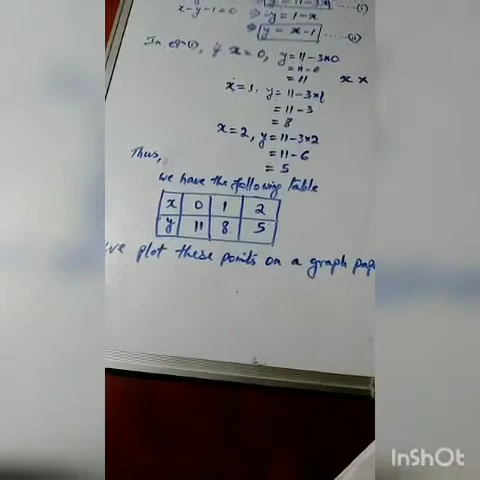 y = 11-3x ...(i)
x-y-1=0 ⇒ -y=1-x
⇒ y = x-1 ...(ii)
In eqn(i), if x=0, y=11-3×0
=11-0
=11
x x
x=1, y=11-3×1
=11-3
=8
x=2, y=11-3×2
=11-6
=5
Thus,
we have the following table
x 0 1 2
y 11 8 5
we plot these points on a graph pap
InShOt